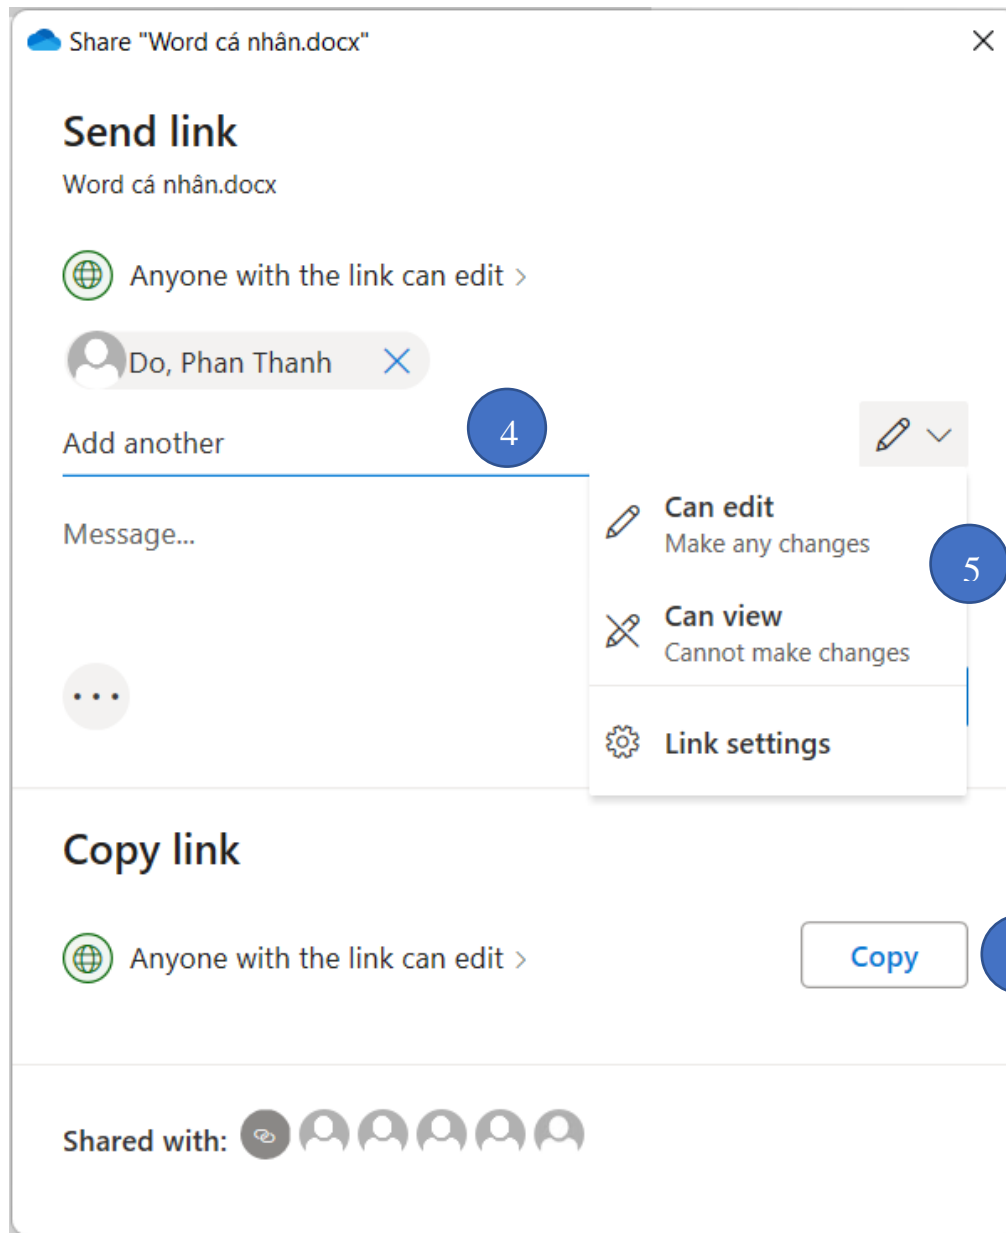 Share "Word cá nhân.docx"
Send link
Word cá nhân.docx
Anyone with the link can edit >
Do, Phan Thanh
Add another
4
Message...
Can edit
Make any changes
5
Can view
Cannot make changes
Link settings
Copy link
Anyone with the link can edit >
Copy
Shared with: